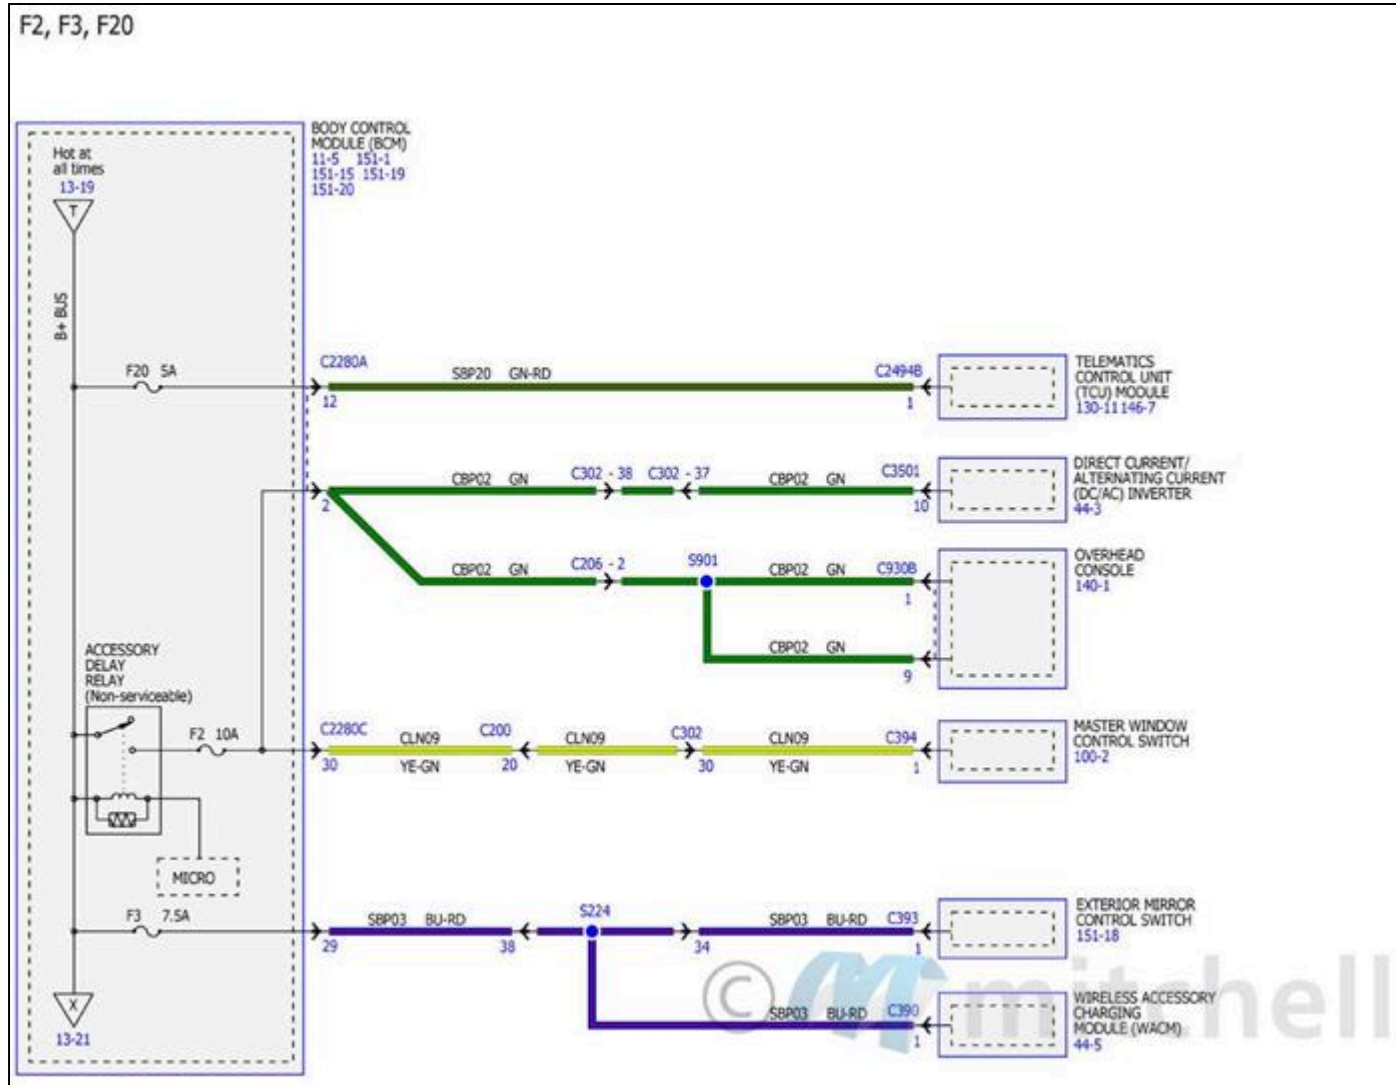 F2, F3, F20
BODY CONTROL
MODULE (BCM)
11-5 151-1
151-15 151-19
151-20
Hot at
all times
13-19
T
B+ BUS
F20 5A
C2280A
12
SBP20 GN-RD
C2494B
1
TELEMATICS
CONTROL UNIT
(TCU) MODULE
130-11 146-7
2
CBP02 GN
C302 - 38
C302 - 37
CBP02 GN
C3501
10
DIRECT CURRENT/
ALTERNATING CURRENT
(DC/AC) INVERTER
44-3
CBP02 GN
C206 - 2
S901
CBP02 GN
C930B
1
OVERHEAD
CONSOLE
140-1
CBP02 GN
9
ACCESSORY
DELAY
RELAY
(Non-serviceable)
F2 10A
C2280C
30
CLN09
YE-GN
C200
20
CLN09
YE-GN
C302
30
CLN09
YE-GN
C394
1
MASTER WINDOW
CONTROL SWITCH
100-2
MICRO
F3 7.5A
29
SBP03 BU-RD
38
S224
34
SBP03 BU-RD
C393
1
EXTERIOR MIRROR
CONTROL SWITCH
151-18
SBP03 BU-RD
C390
1
WIRELESS ACCESSORY
CHARGING
MODULE (WACM)
44-5
X
13-21
© mitchell